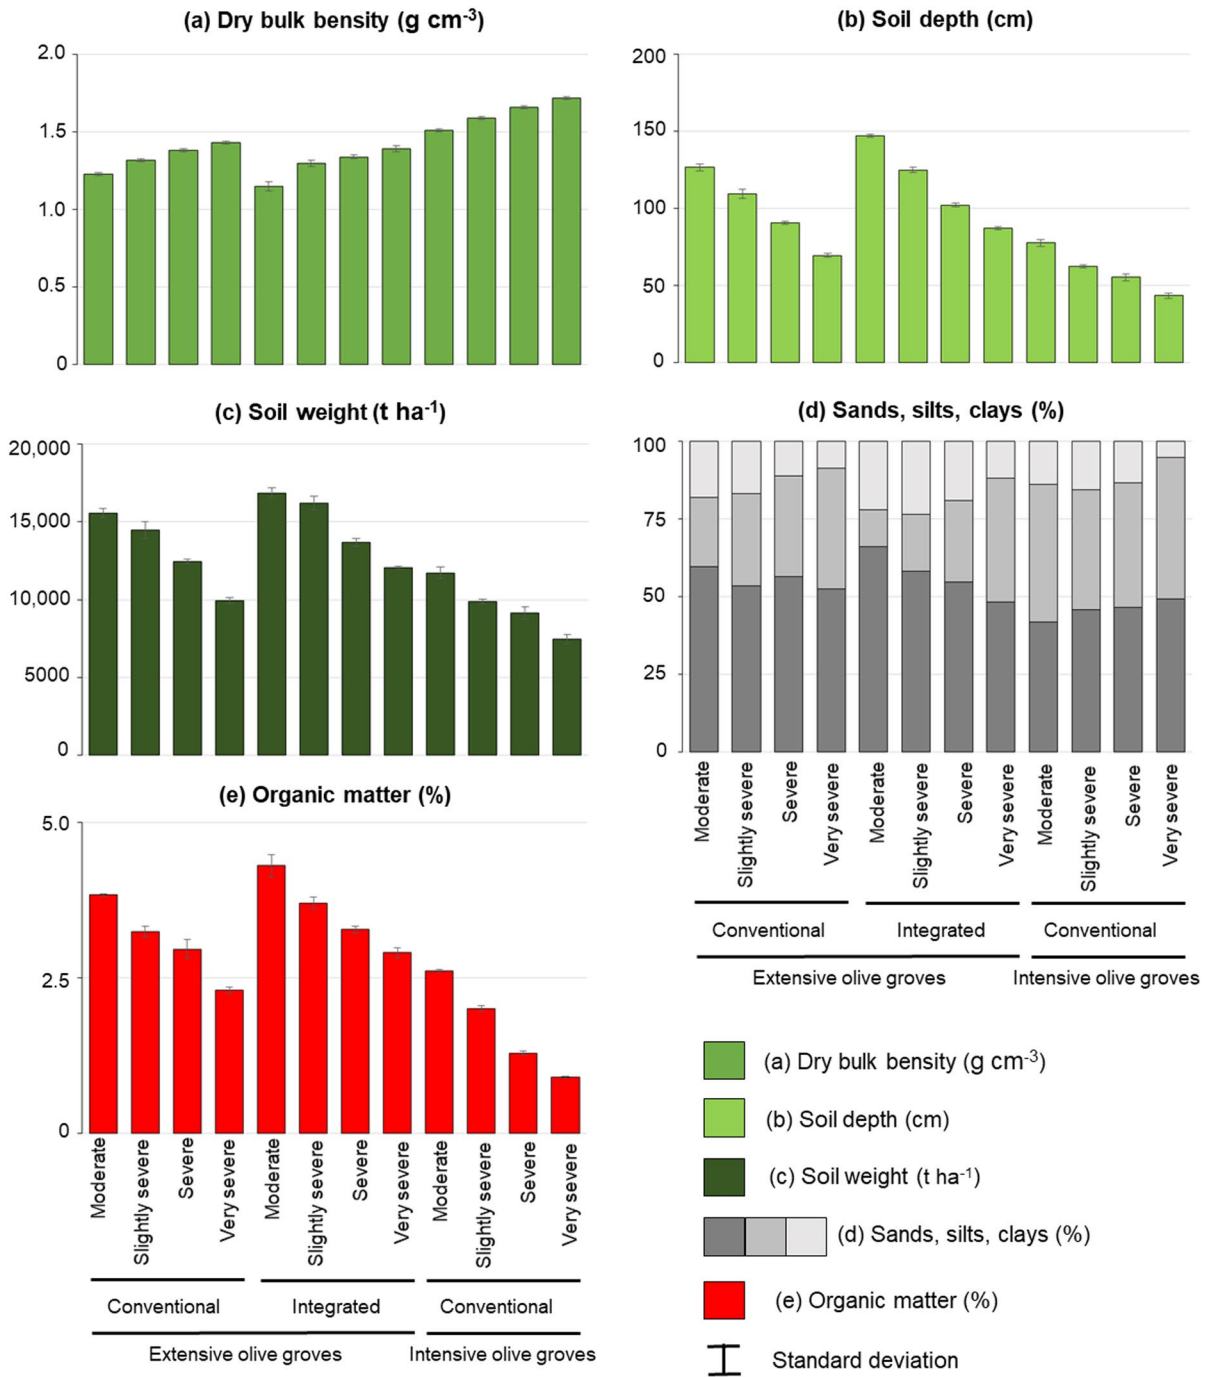 (a) Dry bulk bensity (g cm-3)
2.0
1.5
1.0
0.5
0
(b) Soil depth (cm)
200
150
100
50
0
(c) Soil weight (t ha-1)
20,000
15,000
10,000
5000
0
(d) Sands, silts, clays (%)
100
75
50
25
0
Moderate
Slightly severe
Severe
Very severe
Moderate
Slightly severe
Severe
Very severe
Moderate
Slightly severe
Severe
Very severe
Conventional
Integrated
Conventional
Extensive olive groves
Intensive olive groves
(e) Organic matter (%)
5.0
2.5
0
Moderate
Slightly severe
Severe
Very severe
Moderate
Slightly severe
Severe
Very severe
Moderate
Slightly severe
Severe
Very severe
Conventional
Integrated
Conventional
Extensive olive groves
Intensive olive groves
(a) Dry bulk bensity (g cm-3)
(b) Soil depth (cm)
(c) Soil weight (t ha-1)
(d) Sands, silts, clays (%)
(e) Organic matter (%)
Standard deviation